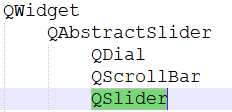 QWidget
QAbstractSlider
QDial
QScrollBar
QSlider